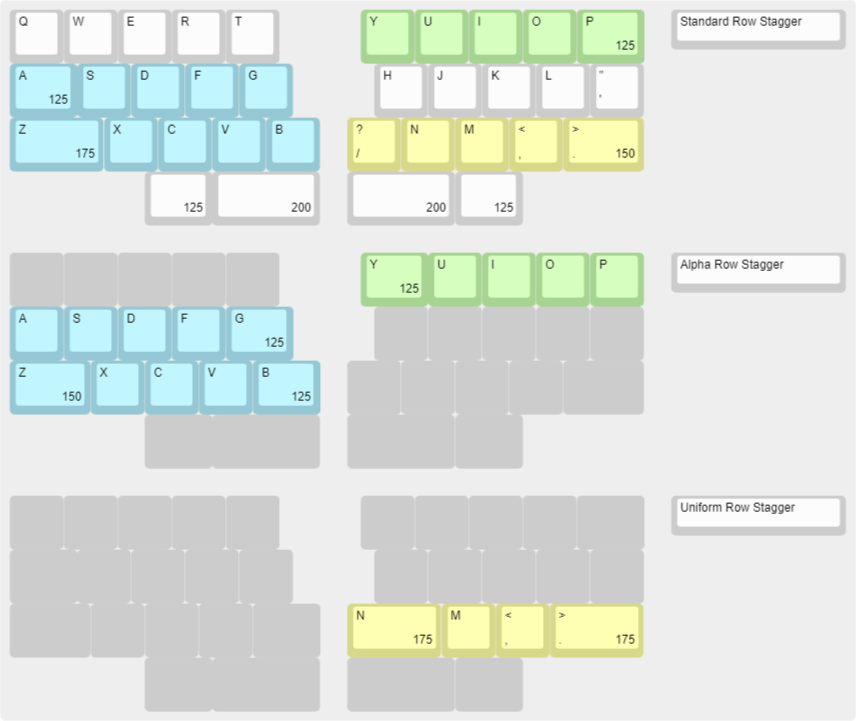 Q W E R T Y U I O P 125 Standard Row Stagger
A 125 S D F G H J K L " '
Z 175 X C V B ? / N M < , > . 150
125 200 200 125
Y 125 U I O P Alpha Row Stagger
A S D F G 125
Z 150 X C V B 125
Uniform Row Stagger
N 175 M < , > . 175